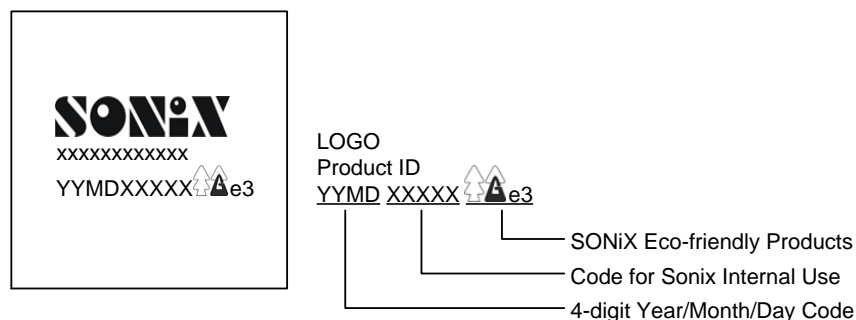 SONiX
xxxxxxxxxxxx
YYMDXXXXX G e3
LOGO
Product ID
YYMD XXXXX G e3
SONiX Eco-friendly Products
Code for Sonix Internal Use
4-digit Year/Month/Day Code